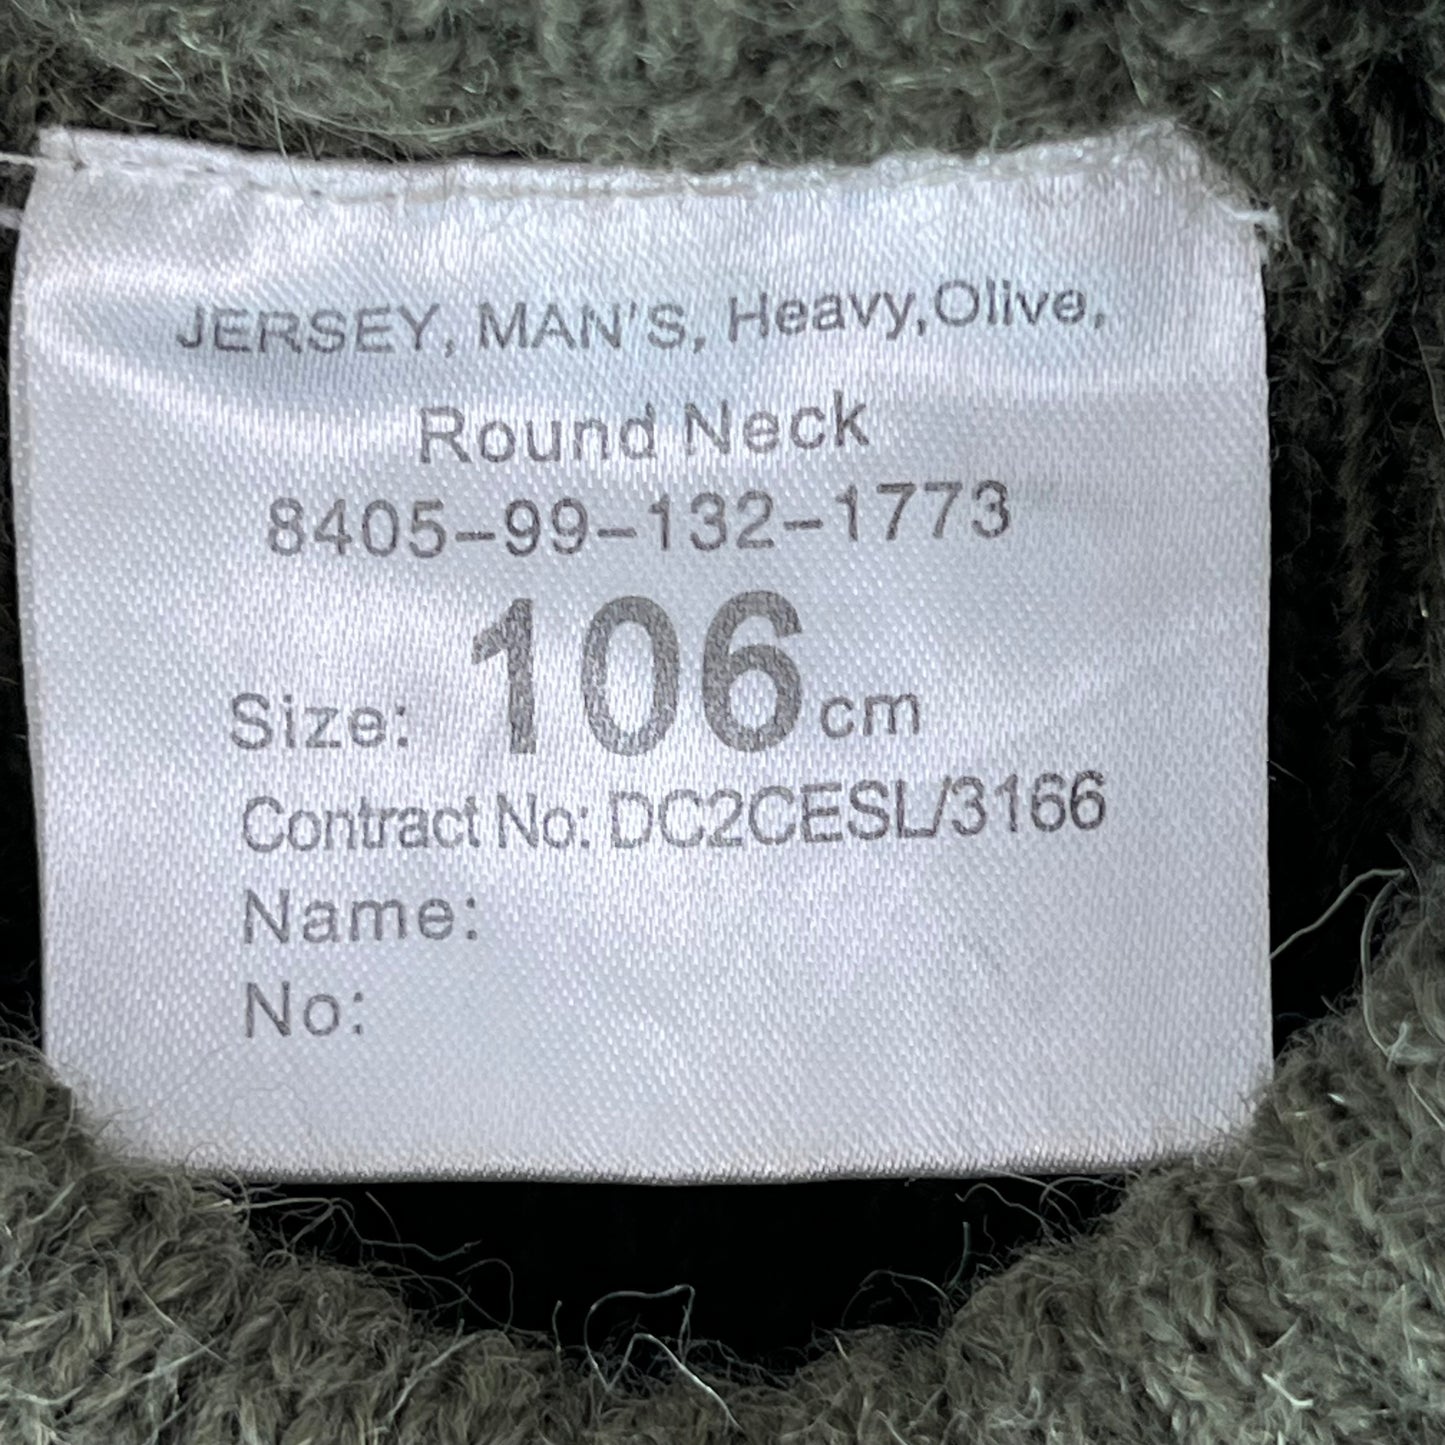 JERSEY, MAN'S, Heavy,Olive,
Round Neck
8405-99-132-1773
Size: 106cm
Contract No: DC2CESL/3166
Name:
No: